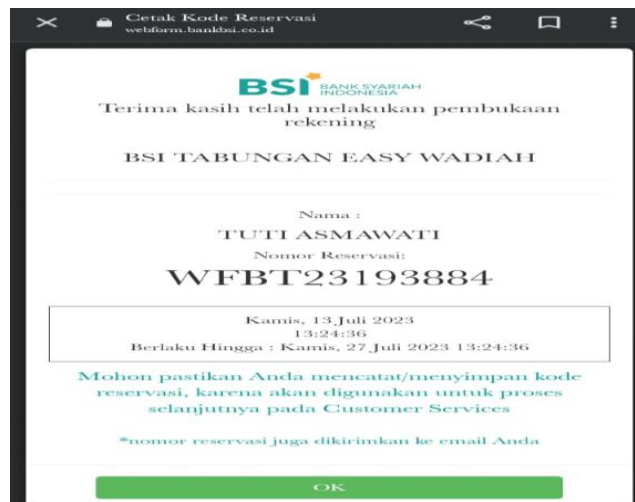 Cetak Kode Reservasi
webform.bankbsi.co.id
BSI BANK SYARIAH
INDONESIA
Terima kasih telah melakukan pembukaan
rekening
BSI TABUNGAN EASY WADIAH
Nama :
TUTI ASMAWATI
Nomor Reservasi:
WFBT23193884
Kamis, 13 Juli 2023
13:24:36
Berlaku Hingga : Kamis, 27 Juli 2023 13:24:36
Mohon pastikan Anda mencatat/menyimpan kode
reservasi, karena akan digunakan untuk proses
selanjutnya pada Customer Services
*nomor reservasi juga dikirimkan ke email Anda
OK